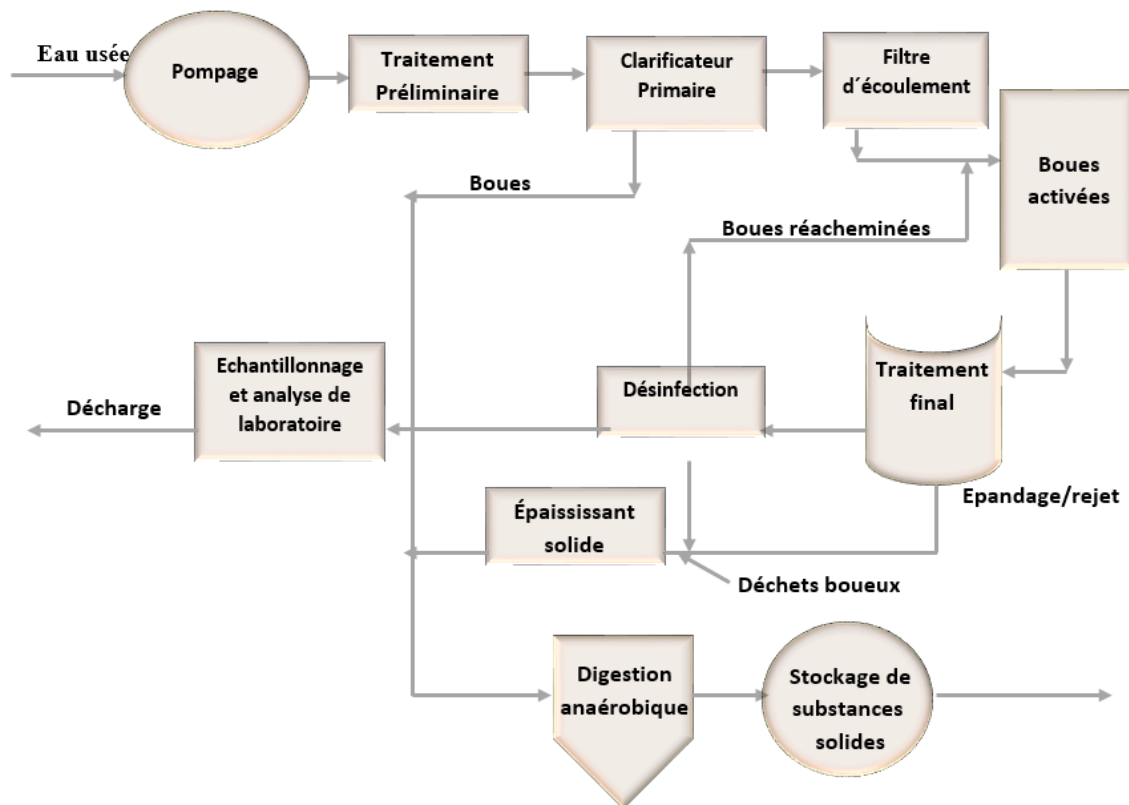 Eau usée
Pompage
Traitement
Préliminaire
Clarificateur
Primaire
Filtre
d´écoulement
Boues
activées
Boues
Boues réacheminées
Echantillonnage
et analyse de
laboratoire
Décharge
Désinfection
Traitement
final
Epandage/rejet
Épaississant
solide
Déchets boueux
Digestion
anaérobique
Stockage de
substances
solides